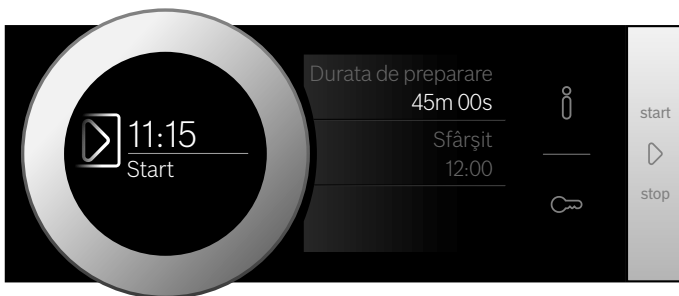 11:15
Start
Durata de preparare
45m 00s
Sfârşit
12:00
start
stop